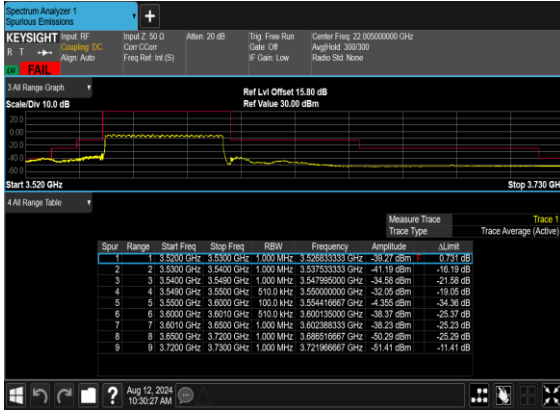 Spectrum Analyzer 1
Spurious Emissions
KEYSIGHT Input: RF Input Z: 50 Ω Atten: 20 dB Trig: Free Run Center Freq: 22.005000000 GHz
R T Coupling: DC Corr CCorr Gate: Off Avg|Hold: 300/300
Align: Auto Freq Ref: Int (S) IF Gain: Low Radio Std: None
FAIL
3 All Range Graph Ref Lvl Offset 15.80 dB
Scale/Div 10.0 dB Ref Value 30.00 dBm
20.0
0.00
-20.0
-40.0
-60.0
Start 3.520 GHz Stop 3.730 GH
4 All Range Table
Measure Trace Trace 1
Trace Type Trace Average (Active)
Spur Range Start Freq Stop Freq RBW Frequency Amplitude ΔLimit
1 1 3.5200 GHz 3.5300 GHz 1.000 MHz 3.526833333 GHz -39.27 dBm F 0.731 dB
2 2 3.5300 GHz 3.5400 GHz 1.000 MHz 3.537533333 GHz -41.19 dBm -16.19 dB
3 3 3.5400 GHz 3.5490 GHz 1.000 MHz 3.547995000 GHz -34.58 dBm -21.58 dB
4 4 3.5490 GHz 3.5500 GHz 510.0 kHz 3.550000000 GHz -32.05 dBm -19.05 dB
5 5 3.5500 GHz 3.6000 GHz 100.0 kHz 3.554416667 GHz -4.355 dBm -34.36 dB
6 6 3.6000 GHz 3.6010 GHz 510.0 kHz 3.600135000 GHz -38.37 dBm -25.37 dB
7 7 3.6010 GHz 3.6500 GHz 1.000 MHz 3.602388333 GHz -38.23 dBm -25.23 dB
8 8 3.6500 GHz 3.7200 GHz 1.000 MHz 3.686516667 GHz -50.29 dBm -25.29 dB
9 9 3.7200 GHz 3.7300 GHz 1.000 MHz 3.721966667 GHz -51.41 dBm -11.41 dB
Aug 12, 2024
10:30:27 AM